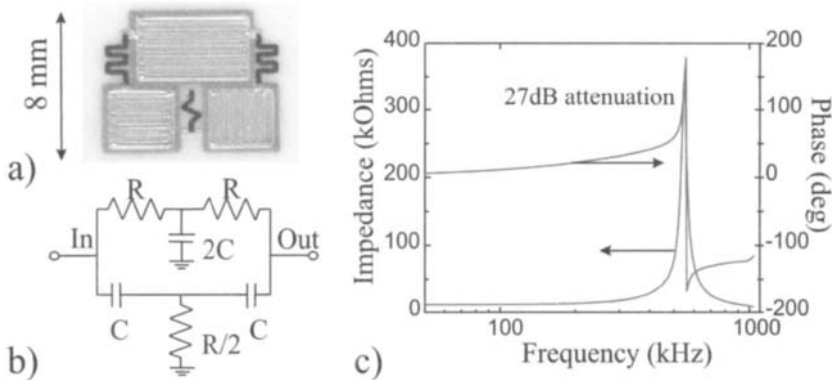 a)
8 mm
b)
R R
In Out
2C
C C
R/2
c)
Impedance (kOhms)
400
300
200
100
0
27dB attenuation
200
100
0
-100
-200
Phase (deg)
100 1000
Frequency (kHz)